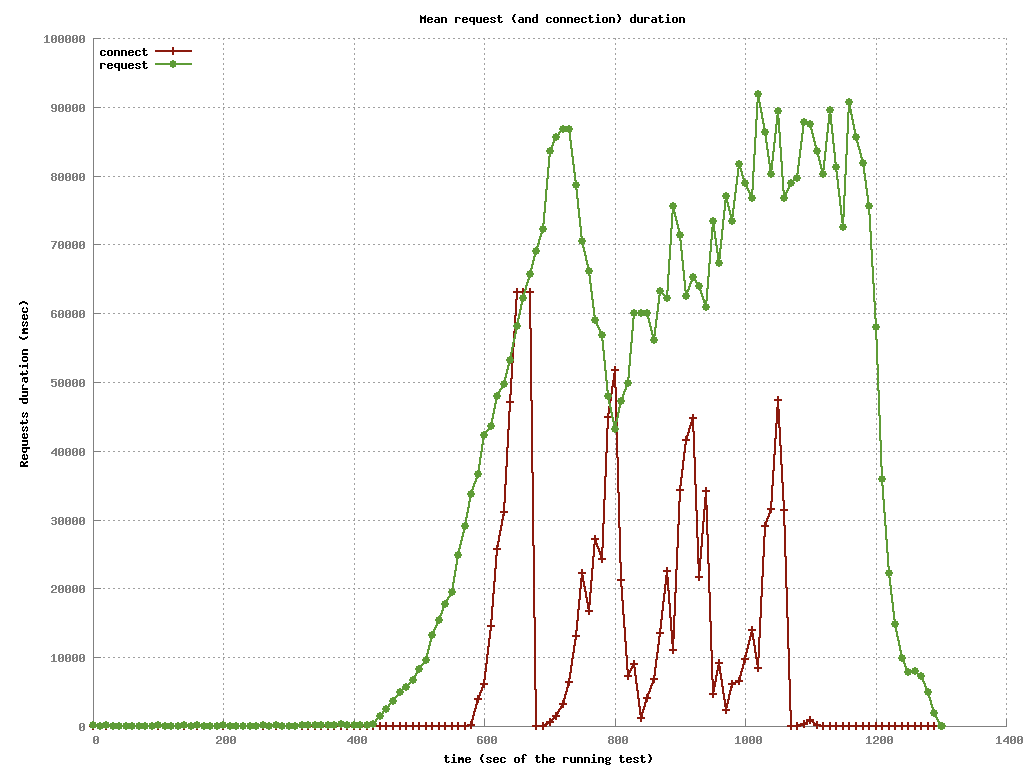 Mean request (and connection) duration
100000
connect
request
90000
80000
70000
60000
50000
40000
30000
20000
10000
0
Requests duration (msec)
0 200 400 600 800 1000 1200 1400
time (sec of the running test)